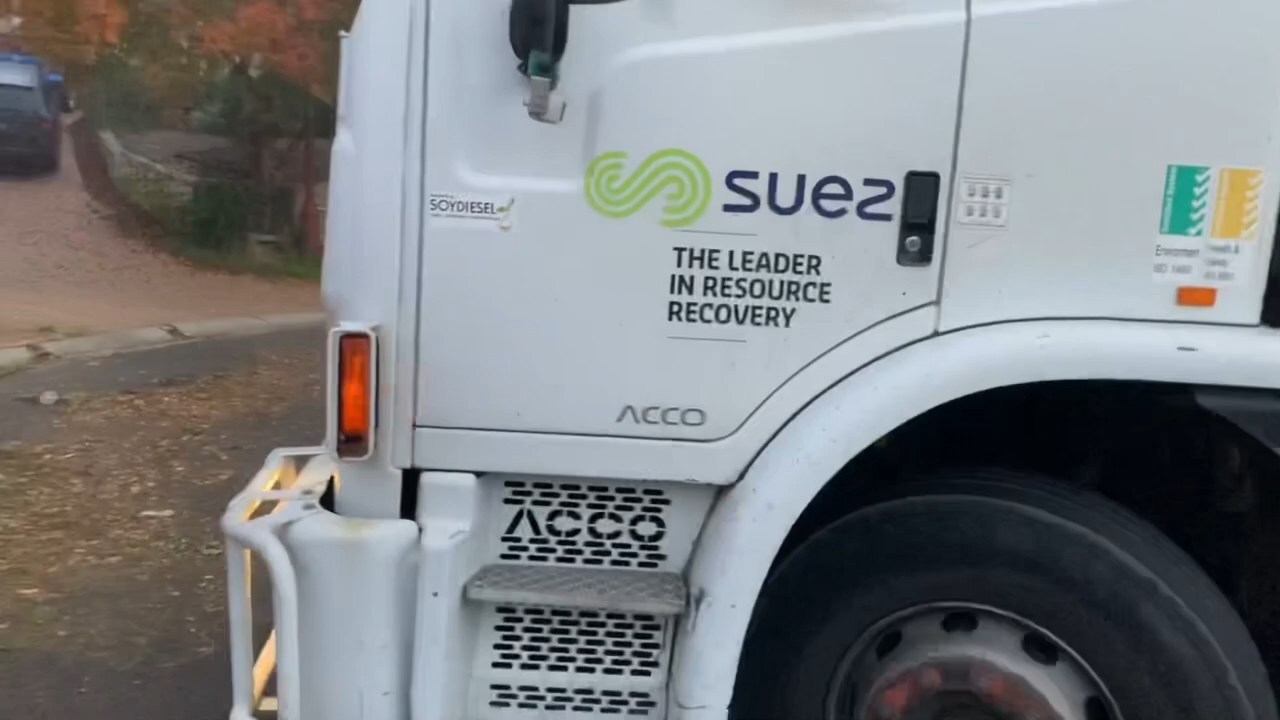 SOYDIESEL
suez
THE LEADER
IN RESOURCE
RECOVERY
ACCO
ACCO